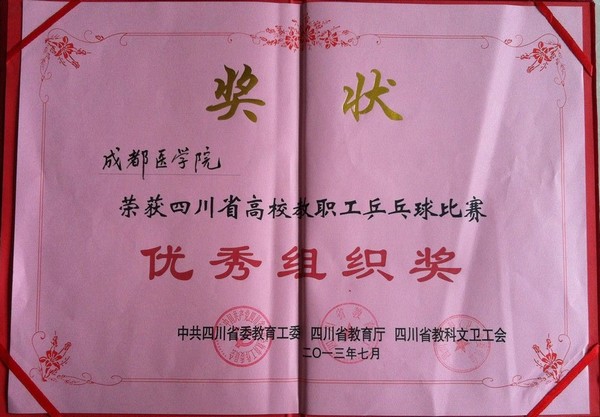 奖 状
成都医学院
荣获四川省高校教职工乒乓球比赛
优秀组织奖
中共四川省委教育工委 四川省教育厅 四川省教科文卫工会
二〇一三年七月